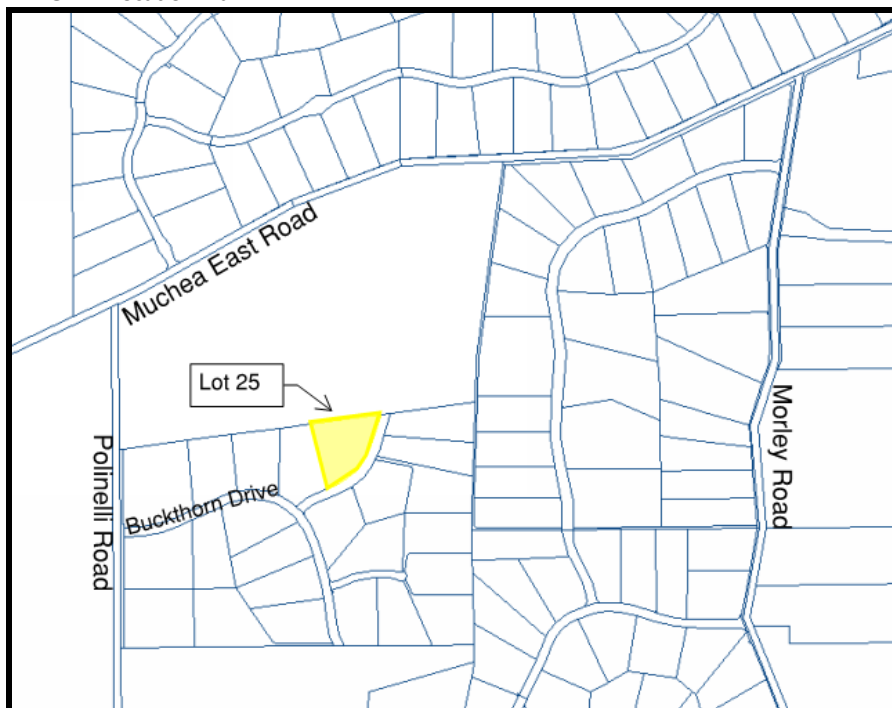 Muchea East Road
Lot 25
Polinelli Road
Buckthorn Drive
Morley Road